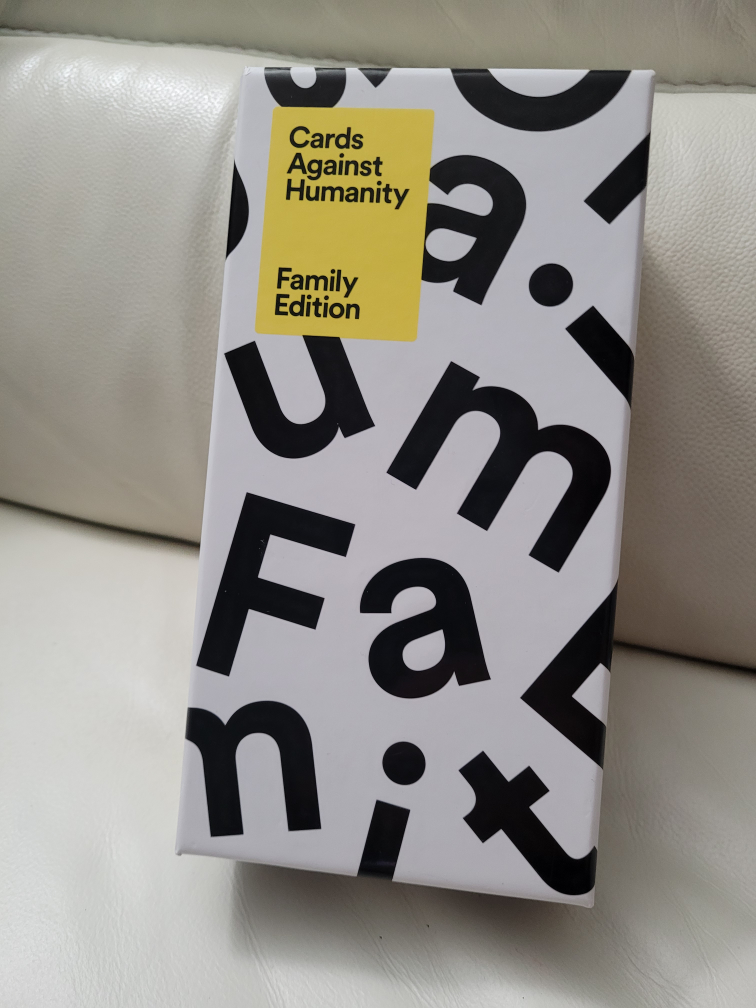 Cards
Against
Humanity
Family
Edition
a
u
m
F
a
m
i
t